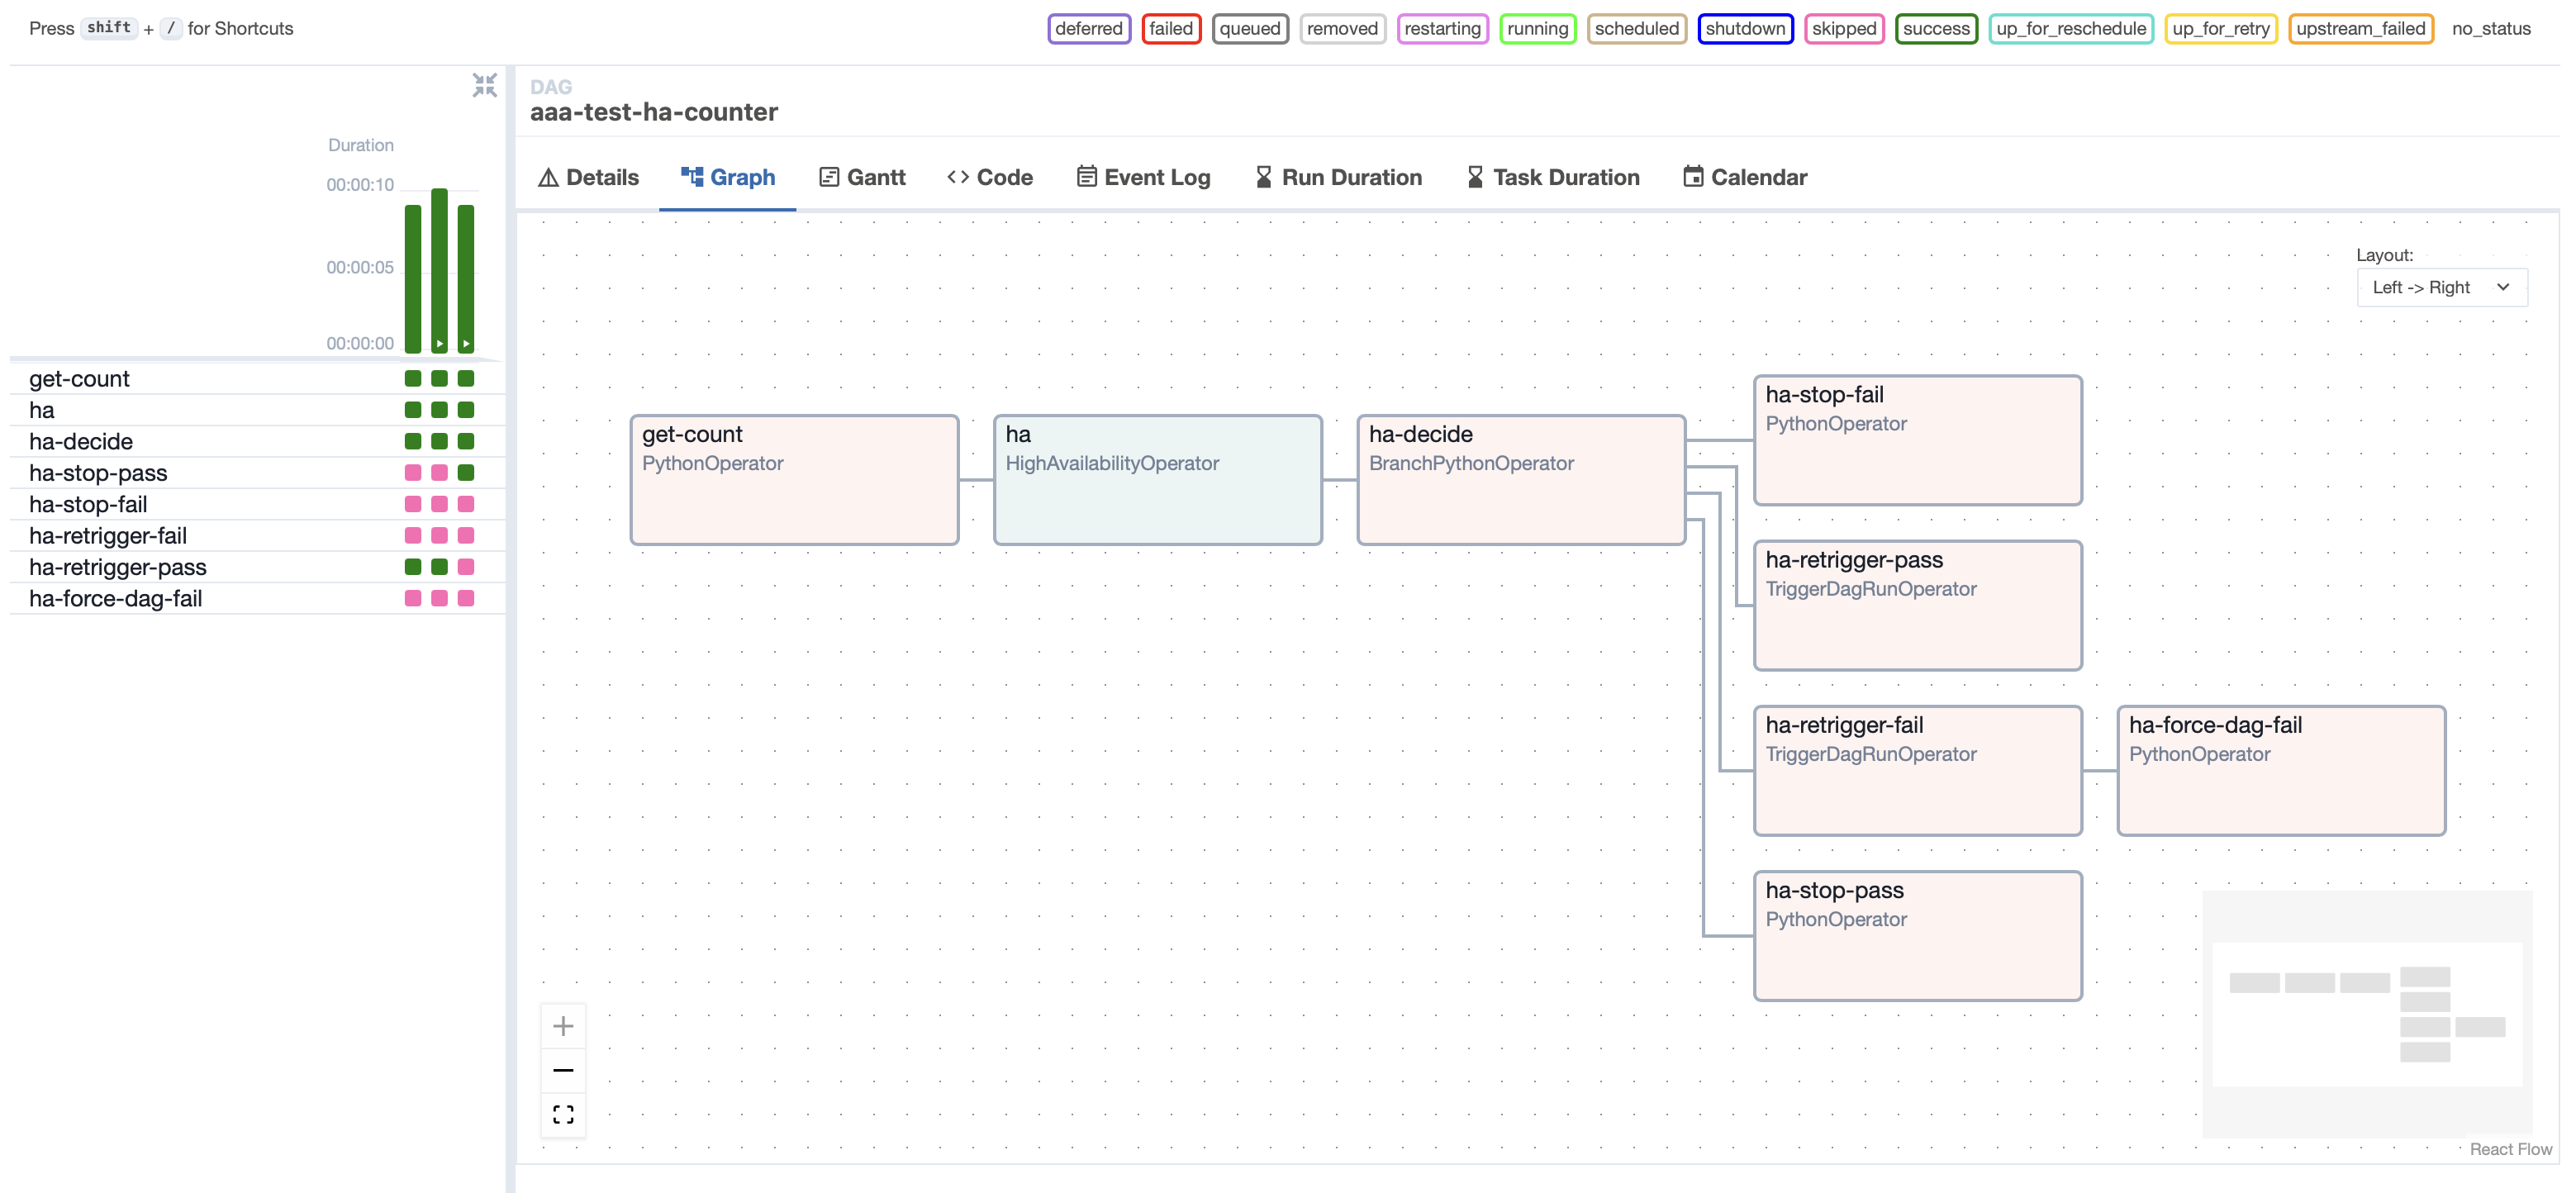 Press shift + / for Shortcuts
deferred failed queued removed restarting running scheduled shutdown skipped success up_for_reschedule up_for_retry upstream_failed no_status
DAG
aaa-test-ha-counter
Duration
00:00:10
00:00:05
00:00:00
get-count
ha
ha-decide
ha-stop-pass
ha-stop-fail
ha-retrigger-fail
ha-retrigger-pass
ha-force-dag-fail
Details Graph Gantt Code Event Log Run Duration Task Duration Calendar
Layout:
Left -> Right
get-count
PythonOperator
ha
HighAvailabilityOperator
ha-decide
BranchPythonOperator
ha-stop-fail
PythonOperator
ha-retrigger-pass
TriggerDagRunOperator
ha-retrigger-fail
TriggerDagRunOperator
ha-force-dag-fail
PythonOperator
ha-stop-pass
PythonOperator
React Flow